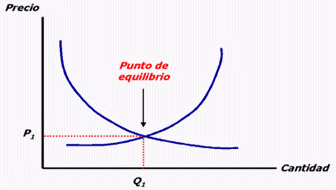 Precio
Punto de
equilibrio
P1
Cantidad
Q1